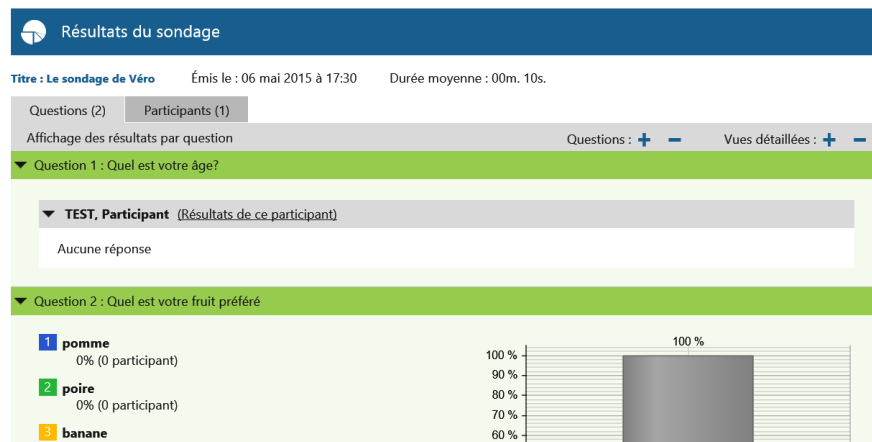 Résultats du sondage
Titre : Le sondage de Véro Émis le : 06 mai 2015 à 17:30 Durée moyenne : 00m. 10s.
Questions (2) Participants (1)
Affichage des résultats par question Questions : + − Vues détaillées : + −
Question 1 : Quel est votre âge?
TEST, Participant (Résultats de ce participant)
Aucune réponse
Question 2 : Quel est votre fruit préféré
1 pomme
0% (0 participant)
2 poire
0% (0 participant)
3 banane
100 %
100 %
90 %
80 %
70 %
60 %